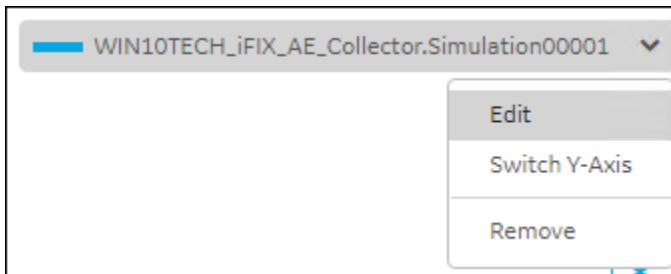 WIN10TECH_iFIX_AE_Collector.Simulation00001
Edit
Switch Y-Axis
Remove